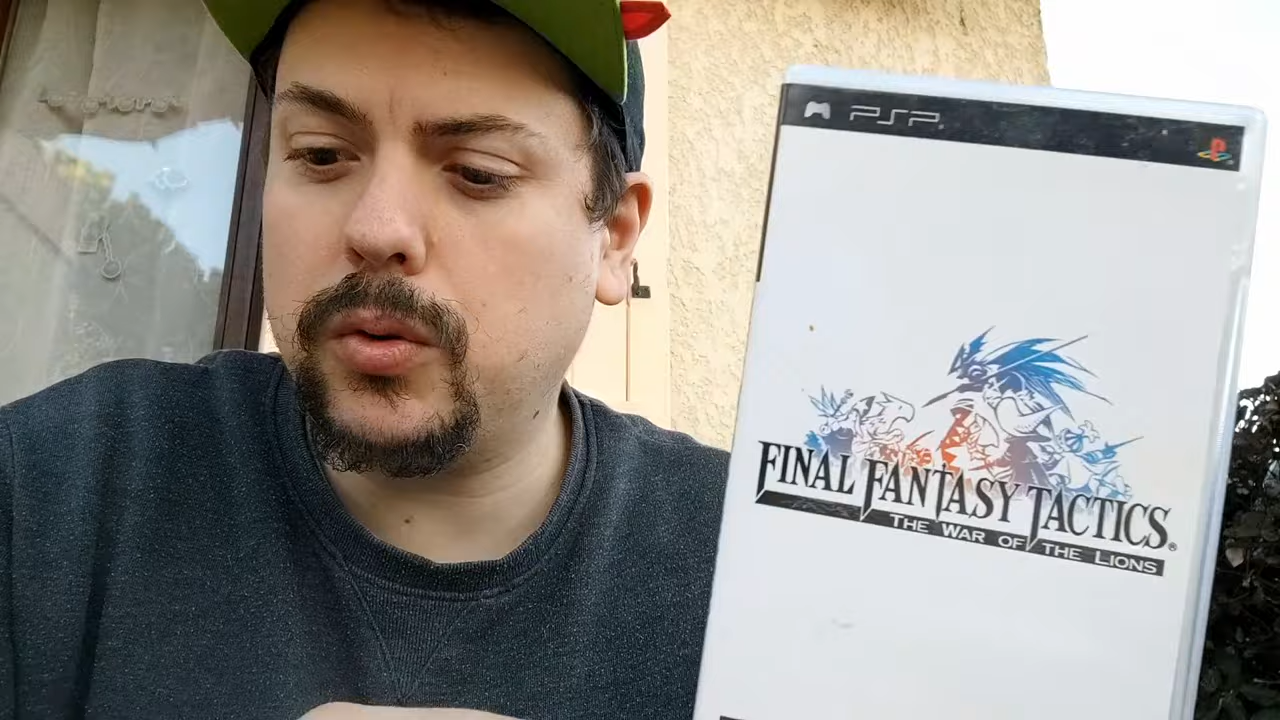 PSP
FINAL FANTASY TACTICS®
THE WAR OF THE LIONS